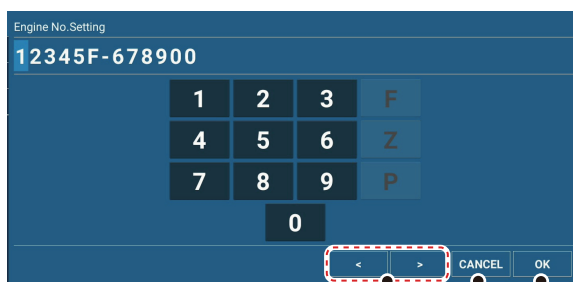 Engine No.Setting
12345F-678900
1 2 3 F
4 5 6 Z
7 8 9 P
0
< > CANCEL OK